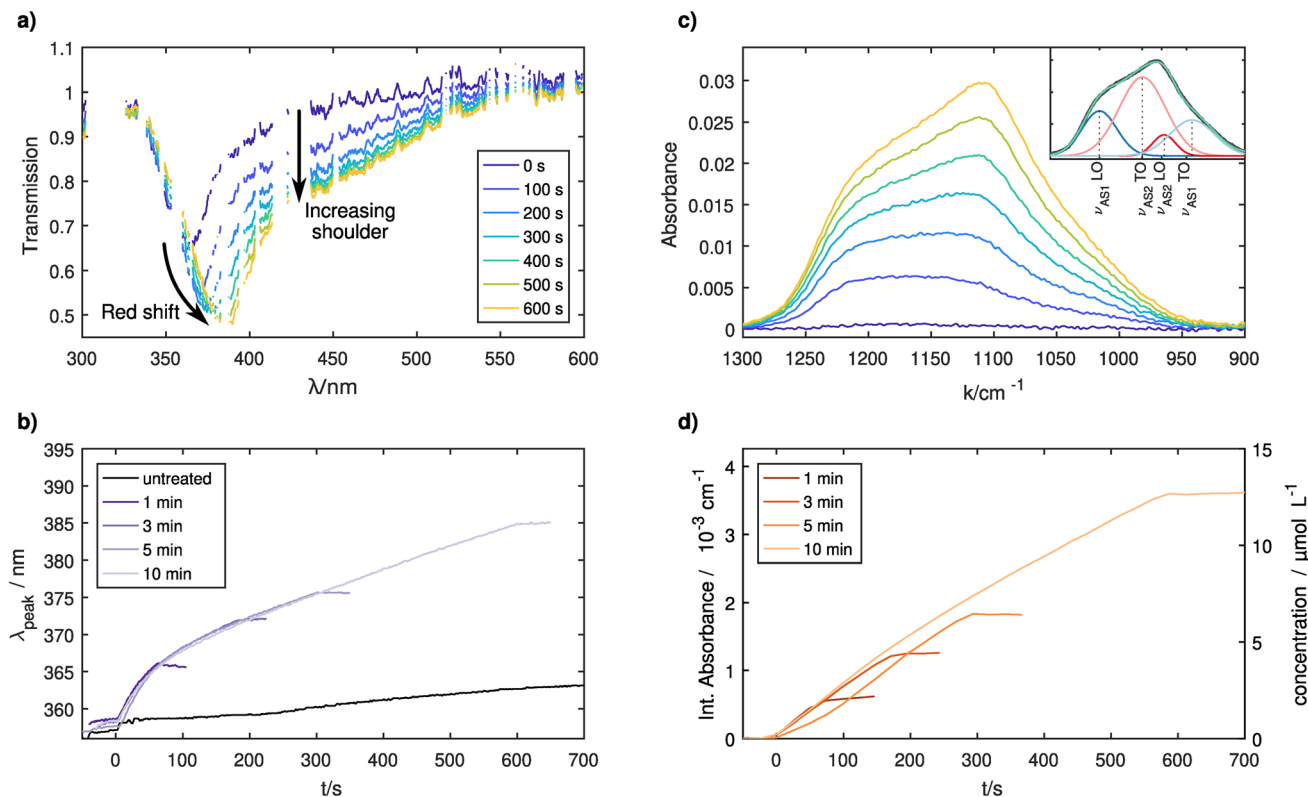 a)
1.1
1
0.9
0.8
0.7
0.6
0.5
Transmission
300
350
400
450
500
550
600
λ/nm
Red shift
Increasing
shoulder
0 s
100 s
200 s
300 s
400 s
500 s
600 s
c)
0.03
0.025
0.02
0.015
0.01
0.005
0
Absorbance
1300
1250
1200
1150
1100
1050
1000
950
900
k/cm -1
LO
TO
LO
TO
νAS1
νAS2
νAS2
νAS1
b)
395
390
385
380
375
370
365
360
λpeak / nm
0
100
200
300
400
500
600
700
t/s
untreated
1 min
3 min
5 min
10 min
d)
4
3
2
1
0
Int. Absorbance / 10-3 cm-1
0
100
200
300
400
500
600
700
t/s
1 min
3 min
5 min
10 min
15
10
5
0
concentration / μmol L-1